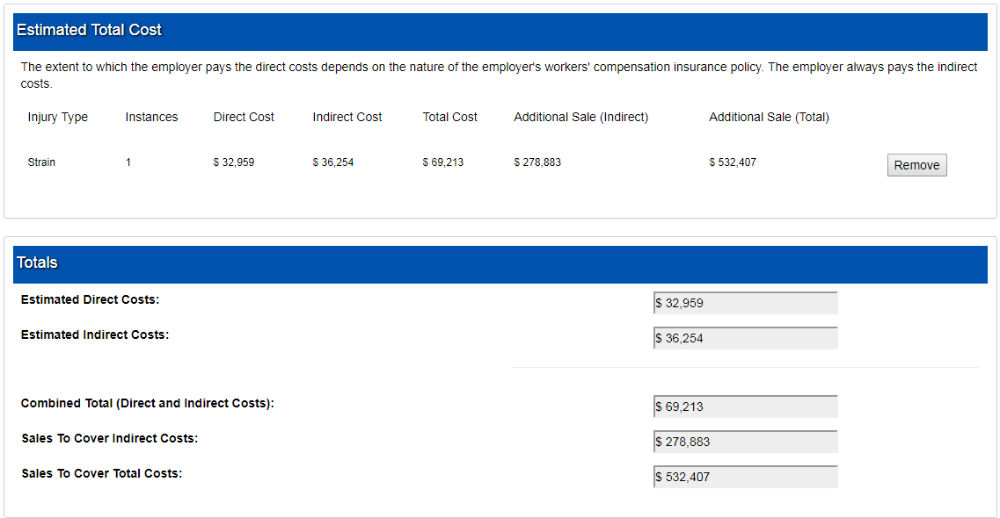 Estimated Total Cost
The extent to which the employer pays the direct costs depends on the nature of the employer's workers' compensation insurance policy. The employer always pays the indirect
costs.
Injury Type Instances Direct Cost Indirect Cost Total Cost Additional Sale (Indirect) Additional Sale (Total)
Strain 1 $ 32,959 $ 36,254 $ 69,213 $ 278,883 $ 532,407 Remove
Totals
Estimated Direct Costs: $ 32,959
Estimated Indirect Costs: $ 36,254
Combined Total (Direct and Indirect Costs): $ 69,213
Sales To Cover Indirect Costs: $ 278,883
Sales To Cover Total Costs: $ 532,407